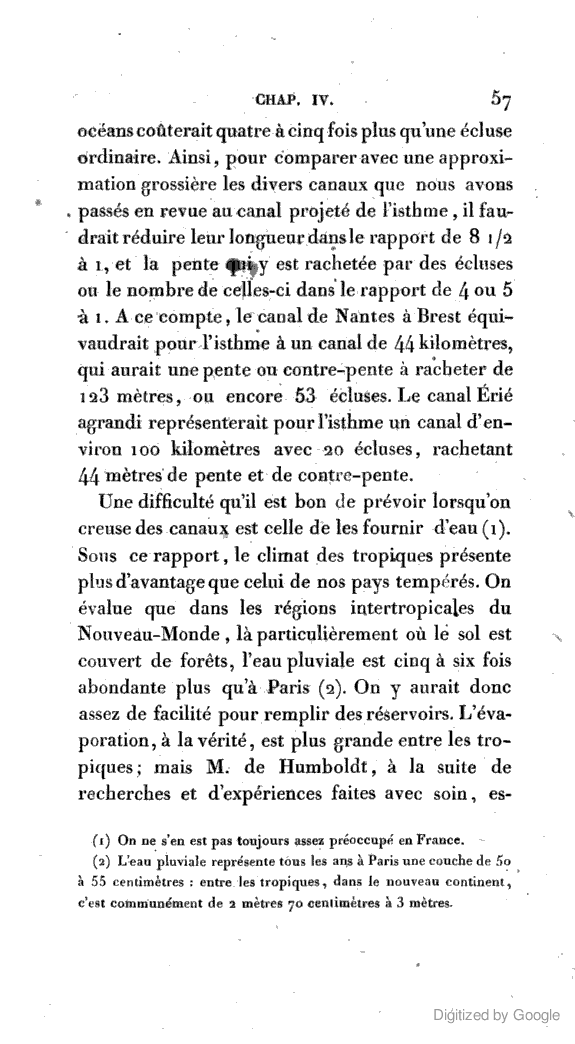 CHAP. IV. 57
océans coûterait quatre à cinq fois plus qu'une écluse
ordinaire. Ainsi, pour comparer avec une approxi-
mation grossière les divers canaux que nous avons
passés en revue au canal projeté de l'isthme, il fau-
drait réduire leur longueur dans le rapport de 8 1/2
à 1, et la pente qui y est rachetée par des écluses
ou le nombre de celles-ci dans le rapport de 4 ou 5
à 1. A ce compte, le canal de Nantes à Brest équi-
vaudrait pour l'isthme à un canal de 44 kilomètres,
qui aurait une pente ou contre-pente à racheter de
123 mètres, ou encore 53 écluses. Le canal Érié
agrandi représenterait pour l'isthme un canal d'en-
viron 100 kilomètres avec 20 écluses, rachetant
44 mètres de pente et de contre-pente.
Une difficulté qu'il est bon de prévoir lorsqu'on
creuse des canaux est celle de les fournir d'eau (1).
Sous ce rapport, le climat des tropiques présente
plus d'avantage que celui de nos pays tempérés. On
évalue que dans les régions intertropicales du
Nouveau-Monde, là particulièrement où le sol est
couvert de forêts, l'eau pluviale est cinq à six fois
abondante plus qu'à Paris (2). On y aurait donc
assez de facilité pour remplir des réservoirs. L'éva-
poration, à la vérité, est plus grande entre les tro-
piques; mais M. de Humboldt, à la suite de
recherches et d'expériences faites avec soin, es-
(1) On ne s'en est pas toujours assez préoccupé en France.
(2) L'eau pluviale représente tous les ans à Paris une couche de 50
à 55 centimètres : entre les tropiques, dans le nouveau continent,
c'est communément de 2 mètres 70 centimètres à 3 mètres.
Digitized by Google